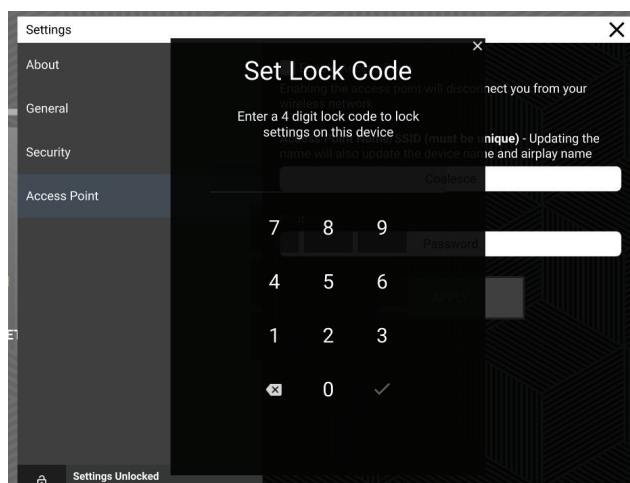 Settings
About
General
Security
Access Point
Settings Unlocked
Set Lock Code
Enter a 4 digit lock code to lock
settings on this device
7 8 9
4 5 6
1 2 3
0
Enabling the access point will disconnect you from your
wireless network
Access Point Name/SSID (must be unique) - Updating the
name will also update the device name and airplay name
Coalesce
Password
APPLY